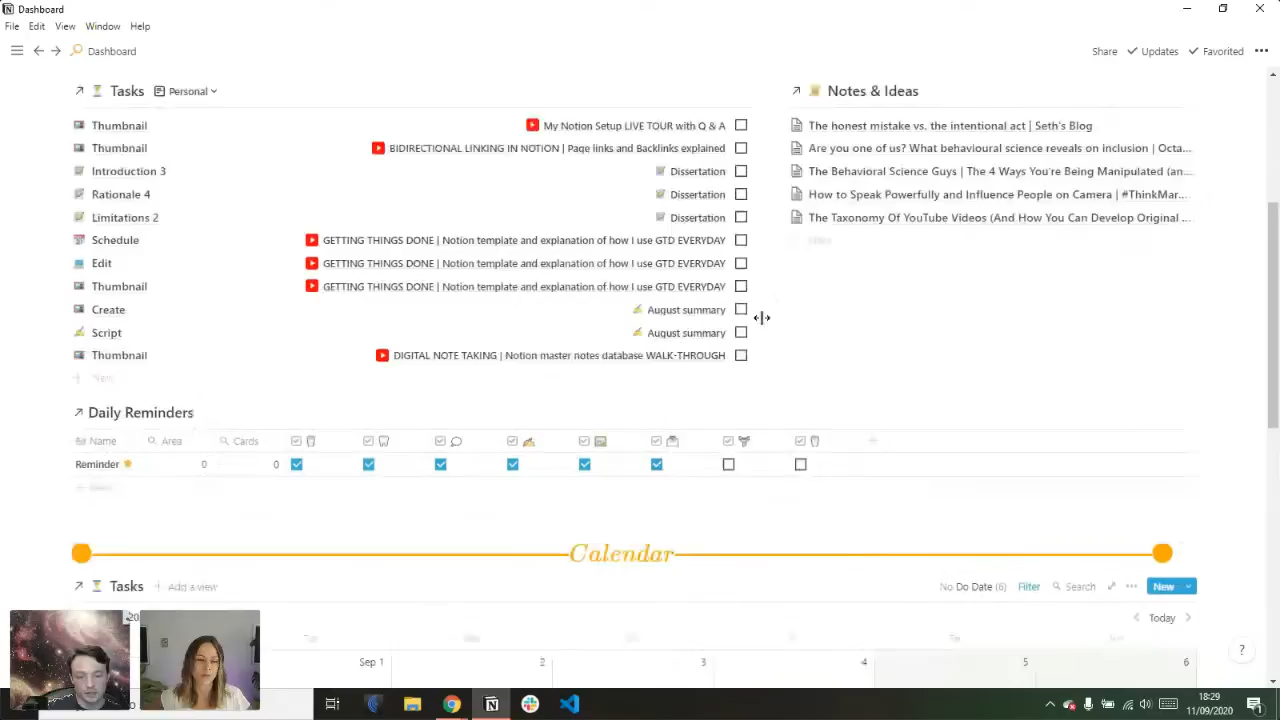 Dashboard
File Edit View Window Help
Dashboard Share Updates Favorited
Tasks Personal Notes & Ideas
Thumbnail My Notion Setup LIVE TOUR with Q & A The honest mistake vs. the intentional act | Seth's Blog
Thumbnail BIDIRECTIONAL LINKING IN NOTION | Page links and Backlinks explained Are you one of us? What behavioural science reveals on inclusion | Octa...
Introduction 3 Dissertation The Behavioral Science Guys | The 4 Ways You're Being Manipulated (an...
Rationale 4 Dissertation How to Speak Powerfully and Influence People on Camera | #ThinkMar...
Limitations 2 Dissertation The Taxonomy Of YouTube Videos (And How You Can Develop Original ...
Schedule GETTING THINGS DONE | Notion template and explanation of how I use GTD EVERYDAY
Edit GETTING THINGS DONE | Notion template and explanation of how I use GTD EVERYDAY
Thumbnail GETTING THINGS DONE | Notion template and explanation of how I use GTD EVERYDAY
Create August summary
Script August summary
Thumbnail DIGITAL NOTE TAKING | Notion master notes database WALK-THROUGH
New
Daily Reminders
Name Area Cards
Reminder 0 0
Calendar
Tasks + Add a view No Do Date (6) Filter Search New
Today
Tue
Sep 1 2 3 4 5 6
18:29
11/09/2020